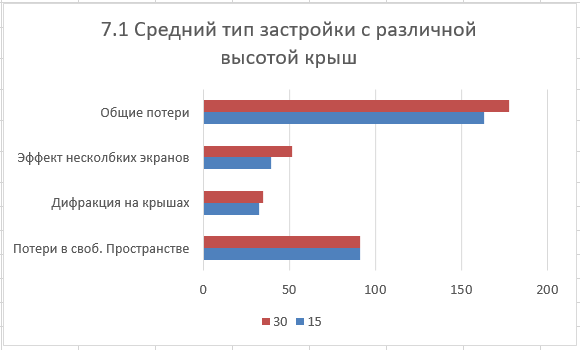 7.1 Средний тип застройки с различной
высотой крыш
Общие потери
Эффект несколбких экранов
Дифракция на крышах
Потери в своб. Пространстве
0 50 100 150 200
30 15